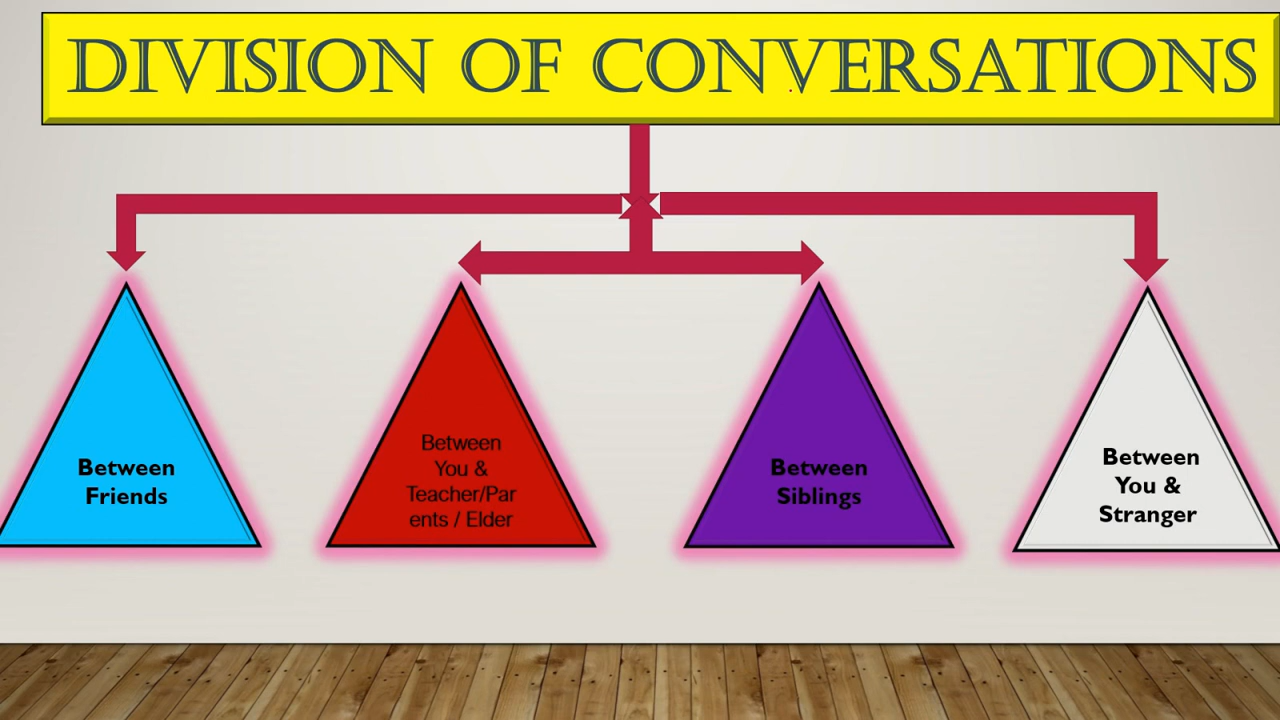 DIVISION OF CONVERSATIONS
Between
Friends
Between
You &
Teacher/Par
ents / Elder
Between
Siblings
Between
You &
Stranger